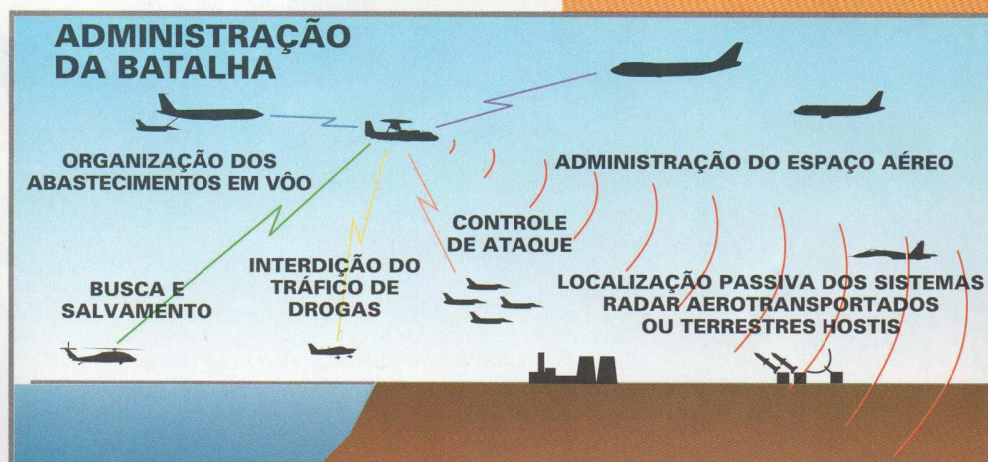 ADMINISTRAÇÃO
DA BATALHA
ORGANIZAÇÃO DOS
ABASTECIMENTOS EM VÔO
ADMINISTRAÇÃO DO ESPAÇO AÉREO
CONTROLE
DE ATAQUE
BUSCA E
SALVAMENTO
INTERDIÇÃO DO
TRÁFICO DE
DROGAS
LOCALIZAÇÃO PASSIVA DOS SISTEMAS
RADAR AEROTRANSPORTADOS
OU TERRESTRES HOSTIS